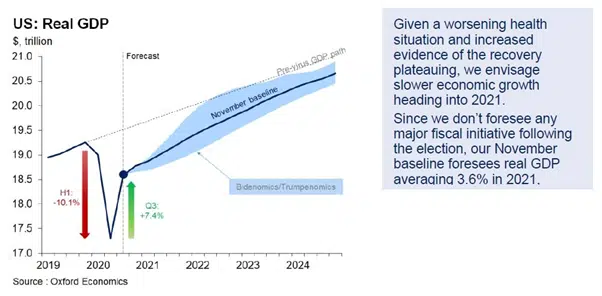 US: Real GDP
$, trillion
21.0
20.5
20.0
19.5
19.0
18.5
18.0
17.5
17.0
Forecast
Pre-virus GDP path
November baseline
Bidenomics/Trumpenomics
H1:
-10.1%
Q3:
+7.4%
2019
2020
2021
2022
2023
2024
Source : Oxford Economics
Given a worsening health
situation and increased
evidence of the recovery
plateauing, we envisage
slower economic growth
heading into 2021.
Since we don't foresee any
major fiscal initiative following
the election, our November
baseline foresees real GDP
averaging 3.6% in 2021.